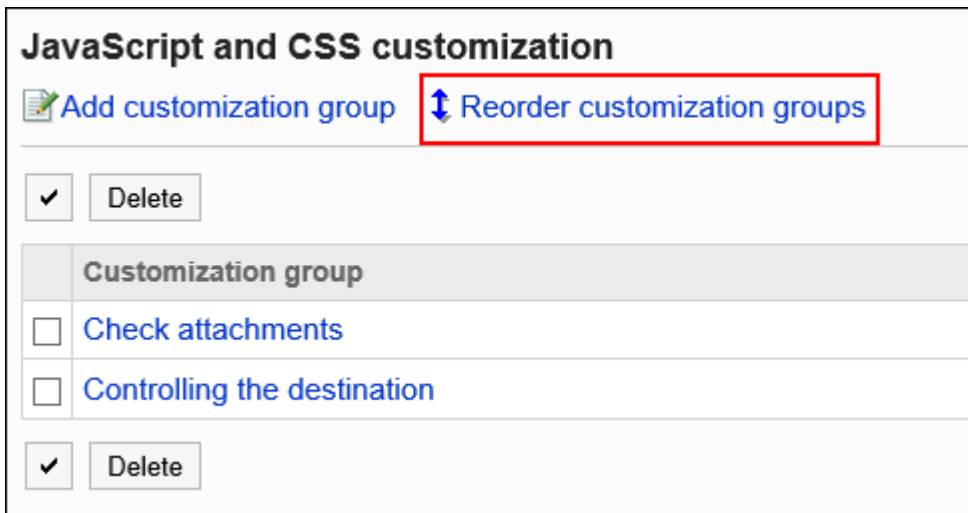 JavaScript and CSS customization
Add customization group Reorder customization groups
Delete
Customization group
Check attachments
Controlling the destination
Delete